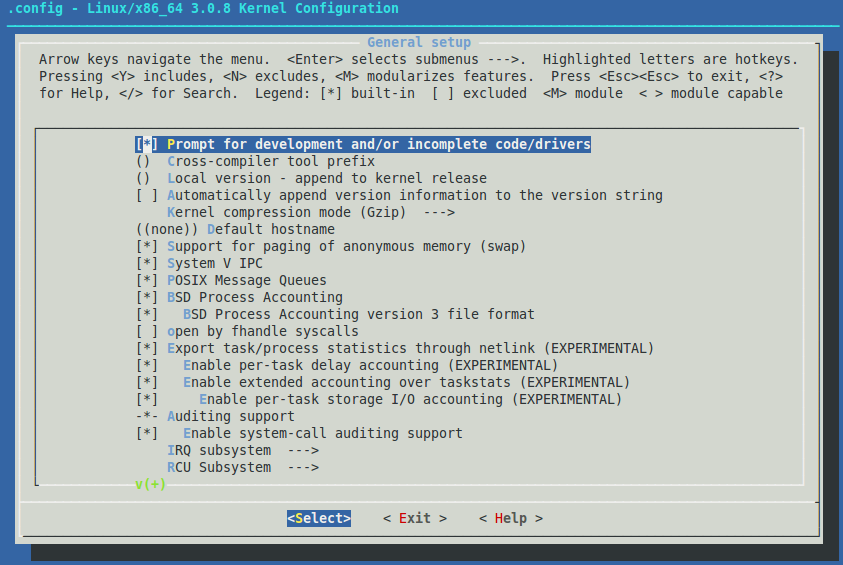 .config - Linux/x86_64 3.0.8 Kernel Configuration
General setup
Arrow keys navigate the menu.  <Enter> selects submenus --->.  Highlighted letters are hotkeys.
Pressing <Y> includes, <N> excludes, <M> modularizes features.  Press <Esc><Esc> to exit, <?>
for Help, </> for Search.  Legend: [*] built-in  [ ] excluded  <M> module  < > module capable
[*] Prompt for development and/or incomplete code/drivers
() Cross-compiler tool prefix
() Local version - append to kernel release
[ ] Automatically append version information to the version string
Kernel compression mode (Gzip)  --->
((none)) Default hostname
[*] Support for paging of anonymous memory (swap)
[*] System V IPC
[*] POSIX Message Queues
[*] BSD Process Accounting
[*]   BSD Process Accounting version 3 file format
[ ] open by fhandle syscalls
[*] Export task/process statistics through netlink (EXPERIMENTAL)
[*]   Enable per-task delay accounting (EXPERIMENTAL)
[*]   Enable extended accounting over taskstats (EXPERIMENTAL)
[*]     Enable per-task storage I/O accounting (EXPERIMENTAL)
-*- Auditing support
[*]   Enable system-call auditing support
IRQ subsystem  --->
RCU Subsystem  --->
v(+)
<Select>    < Exit >    < Help >